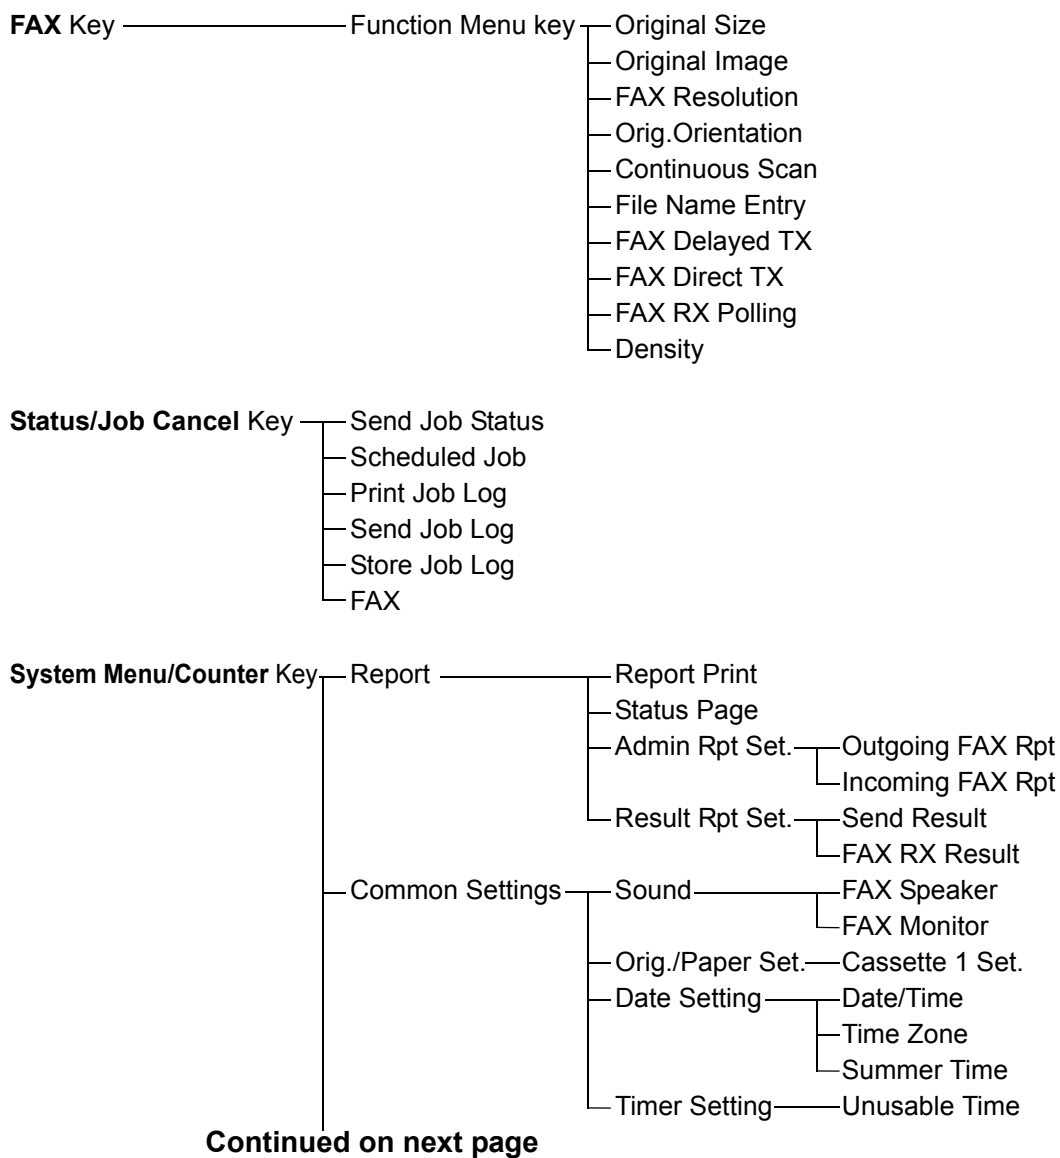 FAX Key Function Menu key Original Size
Original Image
FAX Resolution
Orig.Orientation
Continuous Scan
File Name Entry
FAX Delayed TX
FAX Direct TX
FAX RX Polling
Density
Status/Job Cancel Key Send Job Status
Scheduled Job
Print Job Log
Send Job Log
Store Job Log
FAX
System Menu/Counter Key Report Report Print
Status Page
Admin Rpt Set. Outgoing FAX Rpt
Incoming FAX Rpt
Result Rpt Set. Send Result
FAX RX Result
Common Settings Sound FAX Speaker
FAX Monitor
Orig./Paper Set. Cassette 1 Set.
Date Setting Date/Time
Time Zone
Summer Time
Timer Setting Unusable Time
Continued on next page